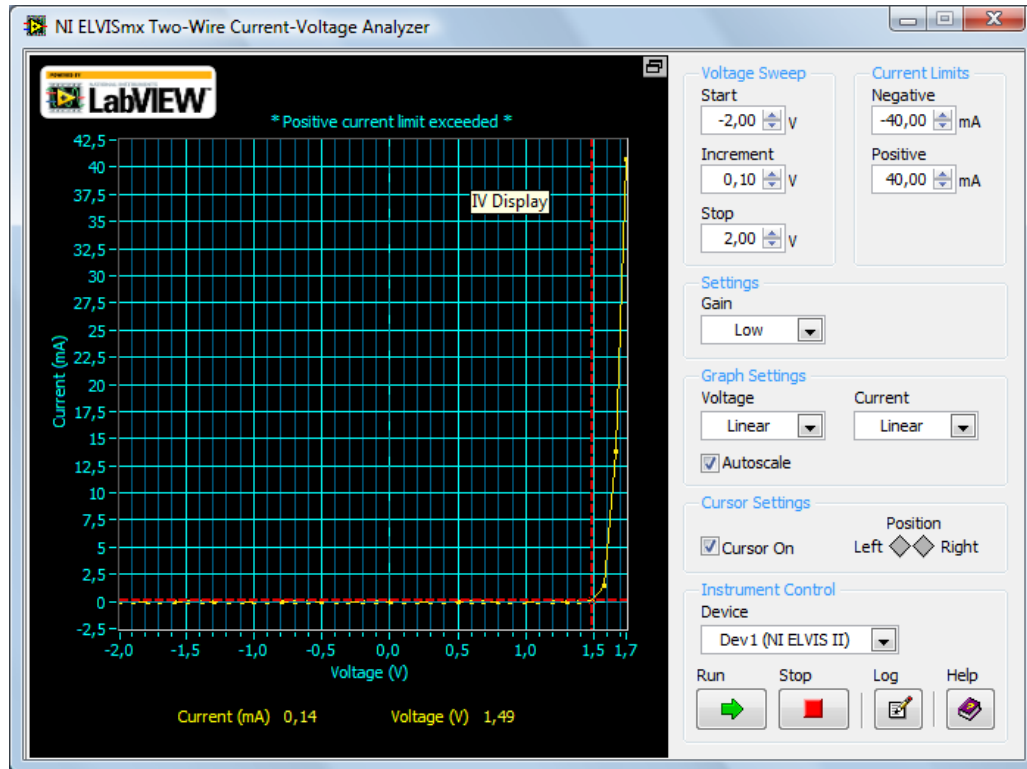 NI ELVISmx Two-Wire Current-Voltage Analyzer
POWERED BY
NATIONAL INSTRUMENTS
LabVIEW
* Positive current limit exceeded *
IV Display
Current (mA)
42,5
40
37,5
35
32,5
30
27,5
25
22,5
20
17,5
15
12,5
10
7,5
5
2,5
0
-2,5
-2,0 -1,5 -1,0 -0,5 0,0 0,5 1,0 1,5 1,7
Voltage (V)
Current (mA) 0,14 Voltage (V) 1,49
Voltage Sweep
Start
-2,00 V
Increment
0,10 V
Stop
2,00 V
Current Limits
Negative
-40,00 mA
Positive
40,00 mA
Settings
Gain
Low
Graph Settings
Voltage Current
Linear Linear
Autoscale
Cursor Settings
Position
Cursor On Left Right
Instrument Control
Device
Dev1 (NI ELVIS II)
Run Stop Log Help